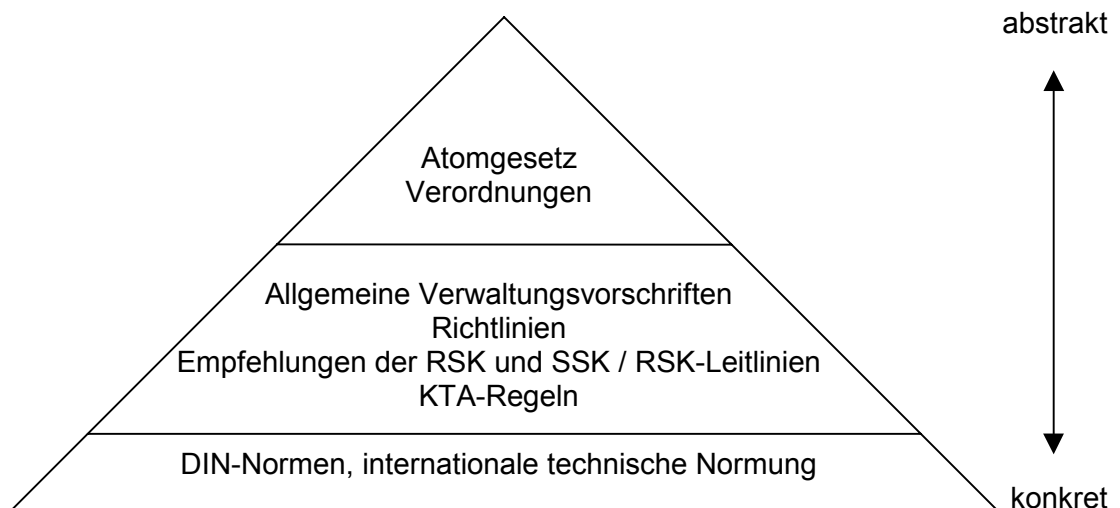 abstrakt
Atomgesetz
Verordnungen
Allgemeine Verwaltungsvorschriften
Richtlinien
Empfehlungen der RSK und SSK / RSK-Leitlinien
KTA-Regeln
DIN-Normen, internationale technische Normung
konkret